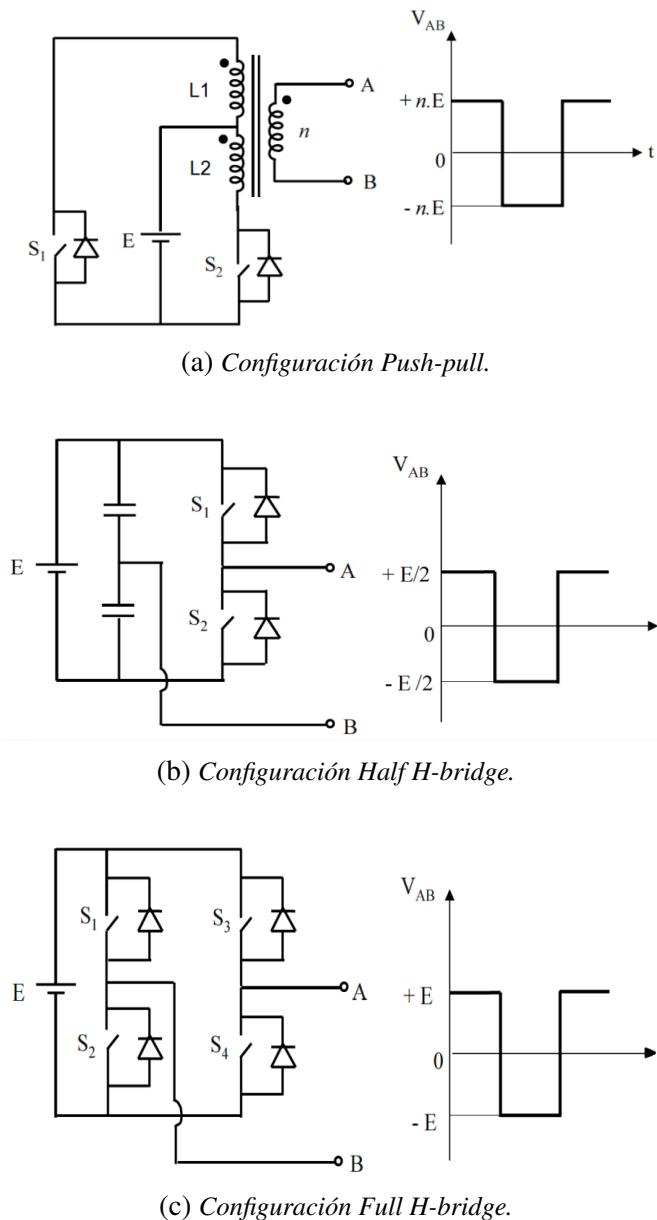 V_AB
L1
A
+ n.E
n
L2
0
t
B
E
- n.E
S_1
S_2
(a) Configuración Push-pull.
V_AB
S_1
E
A
+ E/2
S_2
0
- E/2
B
(b) Configuración Half H-bridge.
V_AB
S_1
S_3
E
A
+ E
S_2
S_4
0
- E
B
(c) Configuración Full H-bridge.